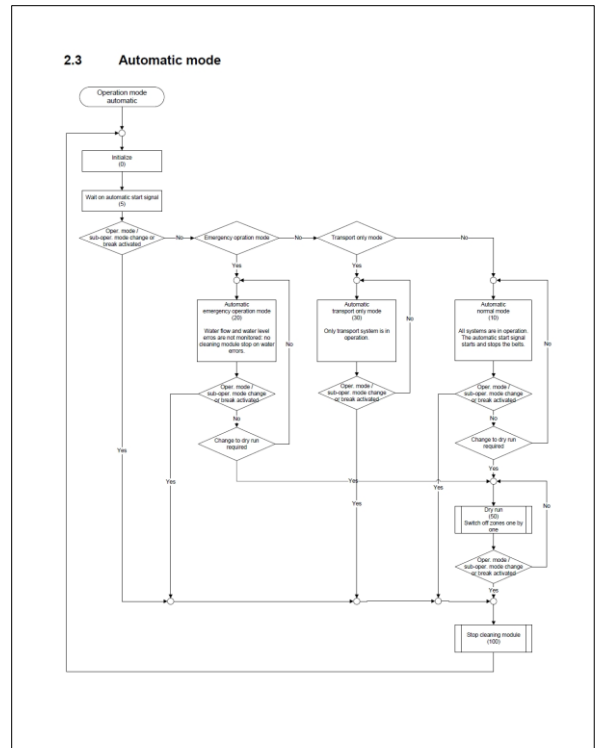 2.3 Automatic mode
Operation mode
automatic
Initialize
(0)
Wait on automatic start signal
(5)
Oper. mode /
sub-oper. mode change or
break activated
No
Emergency opration mode
No
Transport only mode
No
Yes
Yes
Automatic
emergency operation mode
(20)
Water flow and water level
erros are not monitored: no
cleaning module stop on water
errors.
No
Automatic
transport only mode
(30)
Only transport system is in
operation.
No
Automatic
normal mode
(10)
All systems are in operation.
The automatic start signal
starts and stops the belts.
No
Oper. mode /
sub-oper. mode change
or break activated
Oper. mode /
sub-oper. mode change
or break activated
Oper. mode /
sub-oper. mode change
or break activated
No
No
Change to dry run
required
Change to dry run
required
Yes
Yes
Yes
Yes
Yes
Yes
Dry run
(50)
Switch off zones one by
one
No
Oper. mode /
sub-oper. mode change
or break activated
Yes
Stop cleaning module
(100)